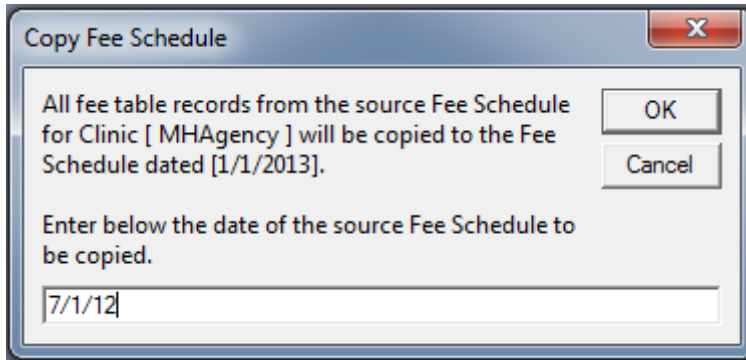 Copy Fee Schedule
All fee table records from the source Fee Schedule
for Clinic [ MHAgency ] will be copied to the Fee
Schedule dated [1/1/2013].
OK
Cancel
Enter below the date of the source Fee Schedule to
be copied.
7/1/12